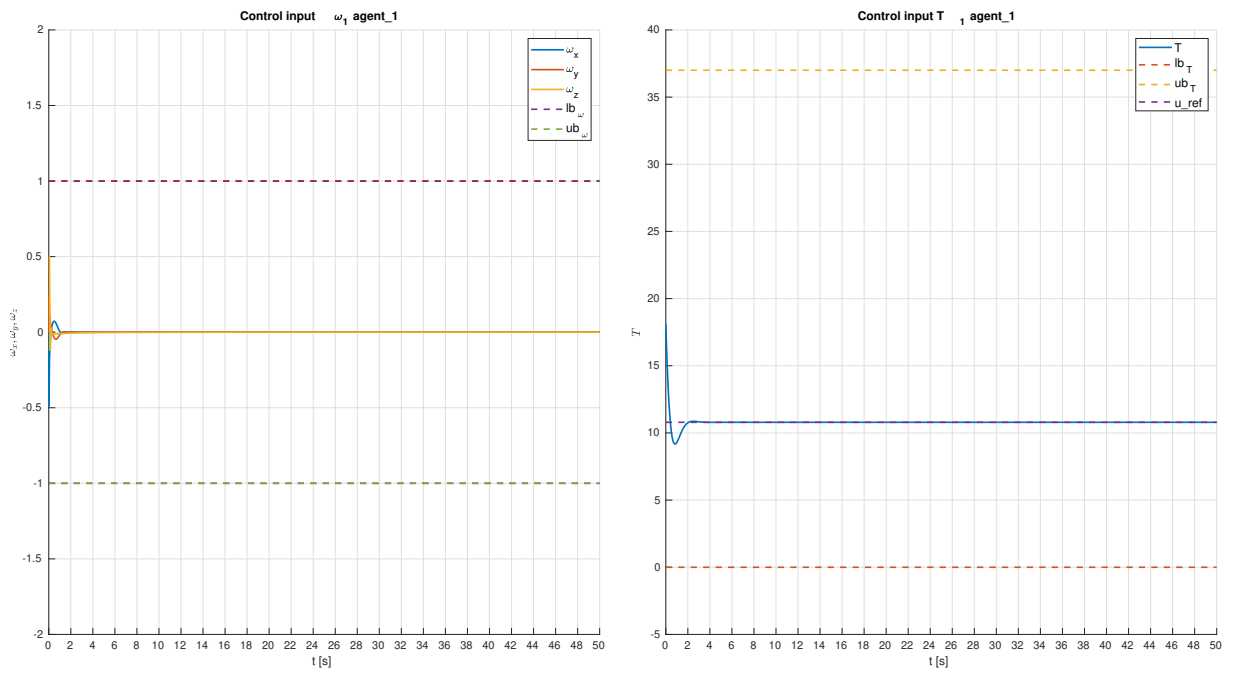 Control input ω1 agent_1
2
1.5
1
0.5
0
-0.5
-1
-1.5
-2
ωx, ωy, ωz
ωx
ωy
ωz
lbω
ubω
0 2 4 6 8 10 12 14 16 18 20 22 24 26 28 30 32 34 36 38 40 42 44 46 48 50
t [s]
Control input T 1 agent_1
40
35
30
25
20
15
10
5
0
-5
T
T
lbT
ubT
u_ref
0 2 4 6 8 10 12 14 16 18 20 22 24 26 28 30 32 34 36 38 40 42 44 46 48 50
t [s]